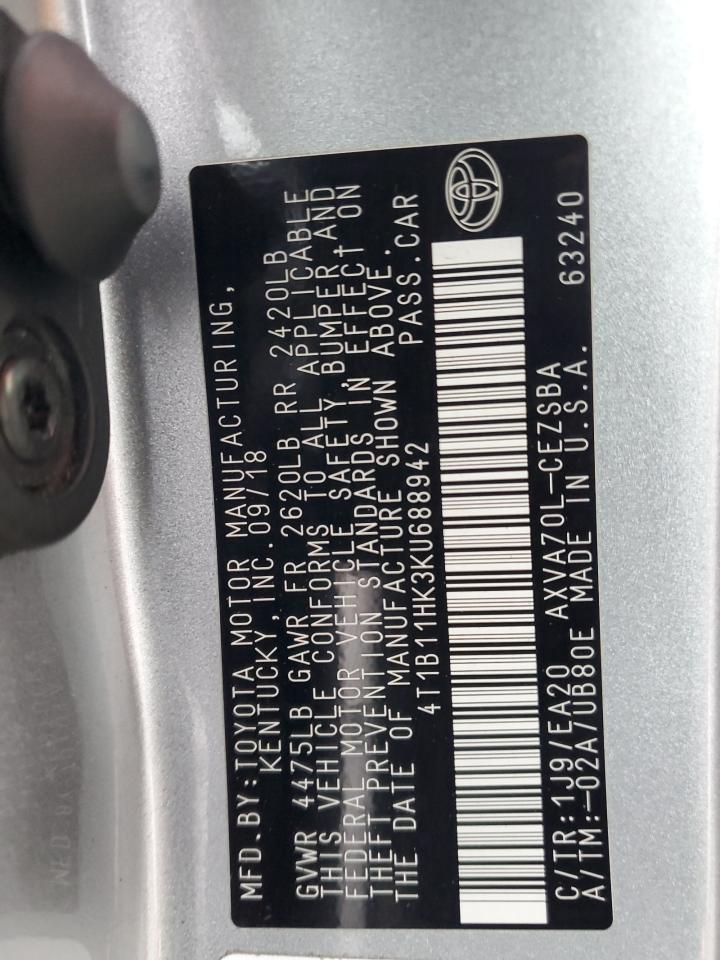 MFD.BY:TOYOTA MOTOR MANUFACTURING,
KENTUCKY, INC. 09/18
GVWR 4475LB GAWR FR 2620LB RR 2420LB
THIS VEHICLE CONFORMS TO ALL APPLICABLE
FEDERAL MOTOR VEHICLE SAFETY, BUMPER AND
THEFT PREVENTION STANDARDS IN EFFECT ON
THE DATE OF MANUFACTURE SHOWN ABOVE.
4T1B11HK3KU688942 PASS.CAR
C/TR:1J9/EA20 AXVA70L-CEZSBA 63240
A/TM:-02A/UB80E MADE IN U.S.A.